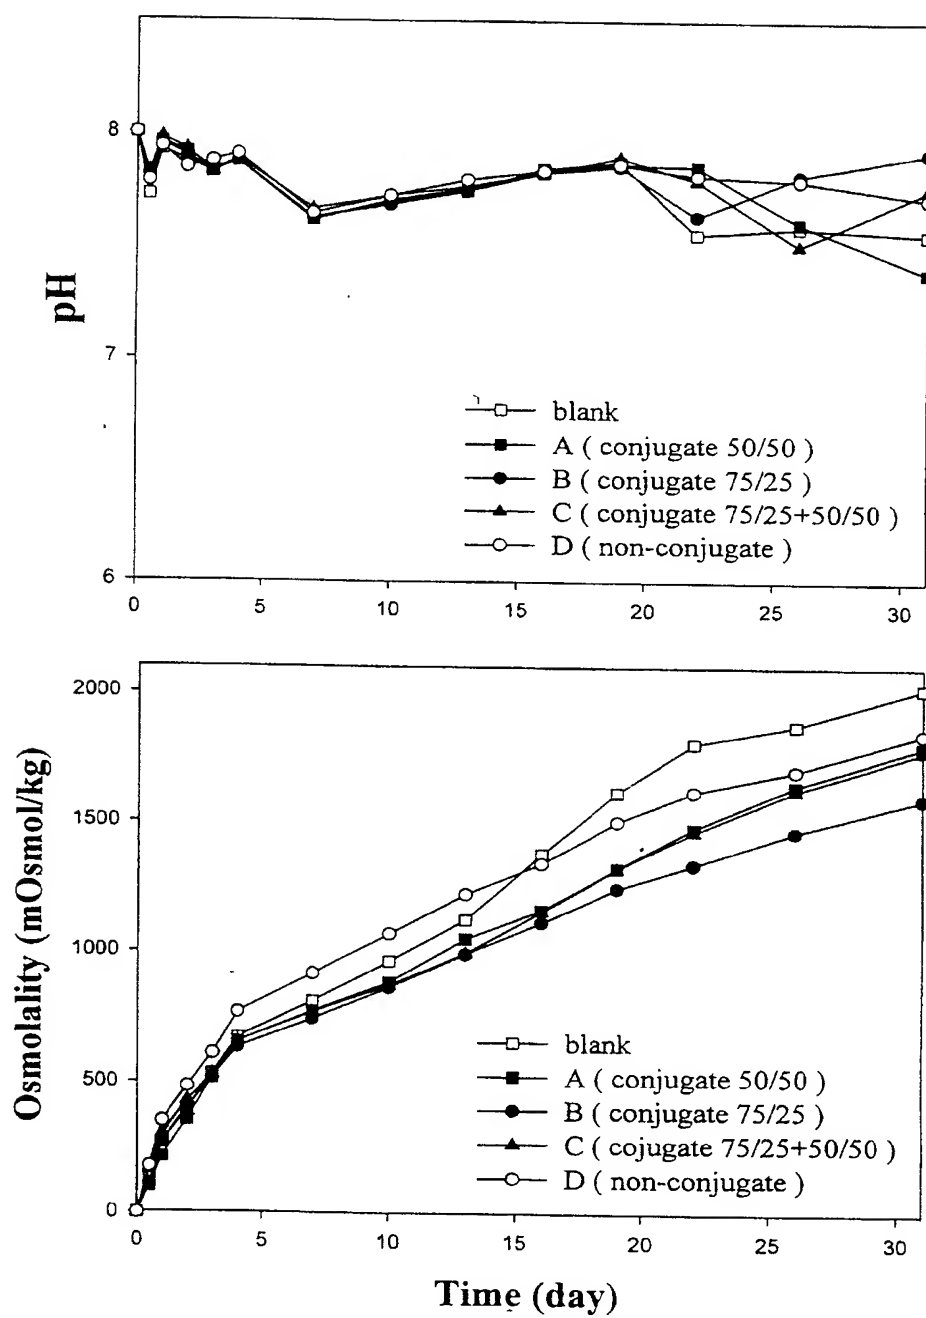 8
7
6
pH
blank
A ( conjugate 50/50 )
B ( conjugate 75/25 )
C ( conjugate 75/25+50/50 )
D ( non-conjugate )
0 5 10 15 20 25 30
2000
1500
1000
500
0
Osmolality (mOsmol/kg)
blank
A ( conjugate 50/50 )
B ( conjugate 75/25 )
C ( cojugate 75/25+50/50 )
D ( non-conjugate )
0 5 10 15 20 25 30
Time (day)